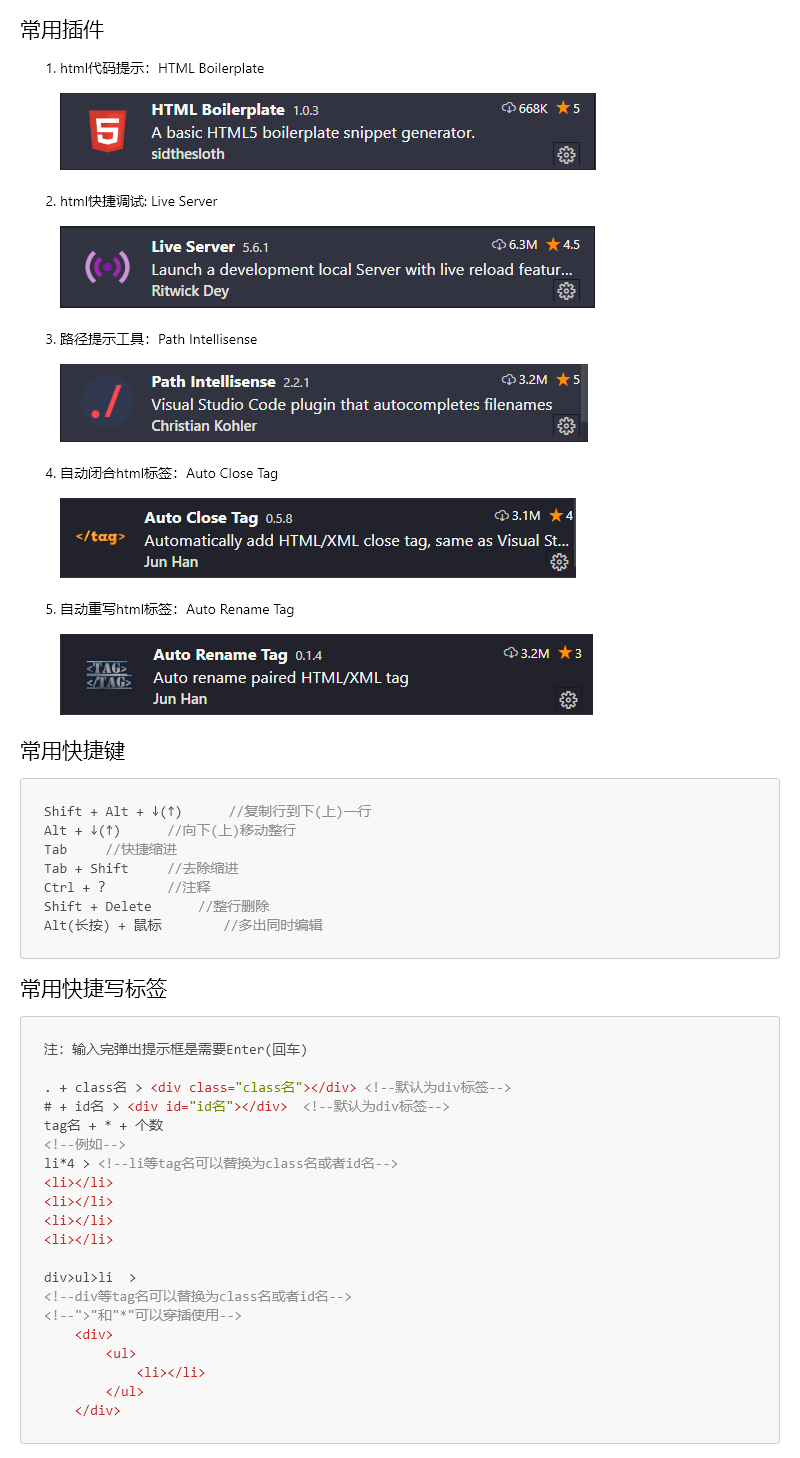 常用插件
1. html代码提示：HTML Boilerplate
HTML Boilerplate 1.0.3 668K 5
A basic HTML5 boilerplate snippet generator.
sidthesloth
2. html快捷调试: Live Server
Live Server 5.6.1 6.3M 4.5
Launch a development local Server with live reload featur...
Ritwick Dey
3. 路径提示工具：Path Intellisense
./
Path Intellisense 2.2.1 3.2M 5
Visual Studio Code plugin that autocompletes filenames
Christian Kohler
4. 自动闭合html标签：Auto Close Tag
</tag>
Auto Close Tag 0.5.8 3.1M 4
Automatically add HTML/XML close tag, same as Visual St...
Jun Han
5. 自动重写html标签：Auto Rename Tag
<TAG>
</TAG>
Auto Rename Tag 0.1.4 3.2M 3
Auto rename paired HTML/XML tag
Jun Han
常用快捷键
Shift + Alt + ↓(↑)      //复制行到下(上)一行
Alt + ↓(↑)      //向下(上)移动整行
Tab     //快捷缩进
Tab + Shift     //去除缩进
Ctrl + ？       //注释
Shift + Delete      //整行删除
Alt(长按) + 鼠标        //多出同时编辑
常用快捷写标签
注：输入完弹出提示框是需要Enter(回车)
. + class名 > <div class="class名"></div> <!--默认为div标签-->
# + id名 > <div id="id名"></div>  <!--默认为div标签-->
tag名 + * + 个数
<!--例如-->
li*4 > <!--li等tag名可以替换为class名或者id名-->
<li></li>
<li></li>
<li></li>
<li></li>
div>ul>li  >
<!--div等tag名可以替换为class名或者id名-->
<!--">"和"*"可以穿插使用-->
    <div>
        <ul>
            <li></li>
        </ul>
    </div>